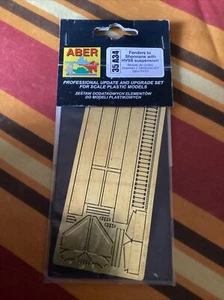 ABER
35 A34
Fenders to
Shermans with
HVSS suspension
PROFESSIONAL UPDATE AND UPGRADE SET
FOR SCALE PLASTIC MODELS
ZESTAW DODATKOWYCH ELEMENTÓW
DO MODELI PLASTIKOWYCH